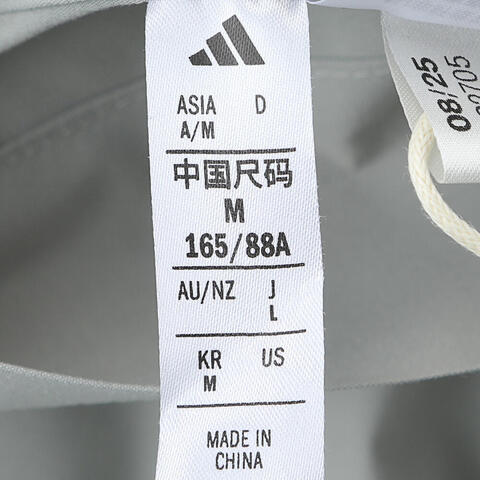 ASIA D
A/M
中国尺码
M
165/88A
AU/NZ J
L
KR US
M
MADE IN
CHINA
08/25